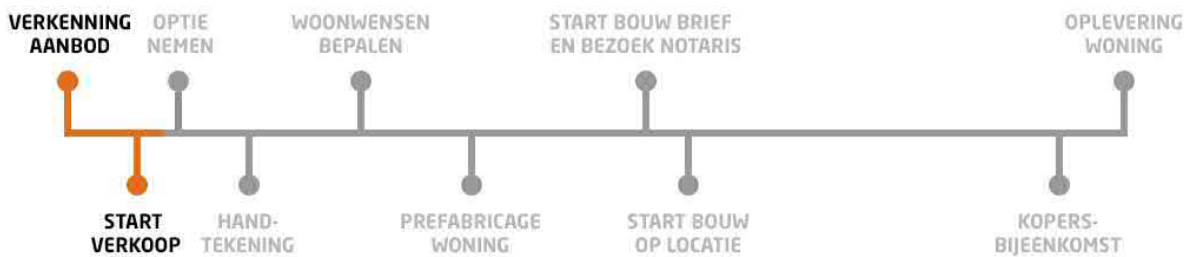 VERKENNING
AANBOD
OPTIE
NEMEN
WOONWENSEN
BEPALEN
START BOUW BRIEF
EN BEZOEK NOTARIS
OPLEVERING
WONING
START
VERKOOP
HAND-
TEKENING
PREFABRICAGE
WONING
START BOUW
OP LOCATIE
KOPERS-
BIJEENKOMST